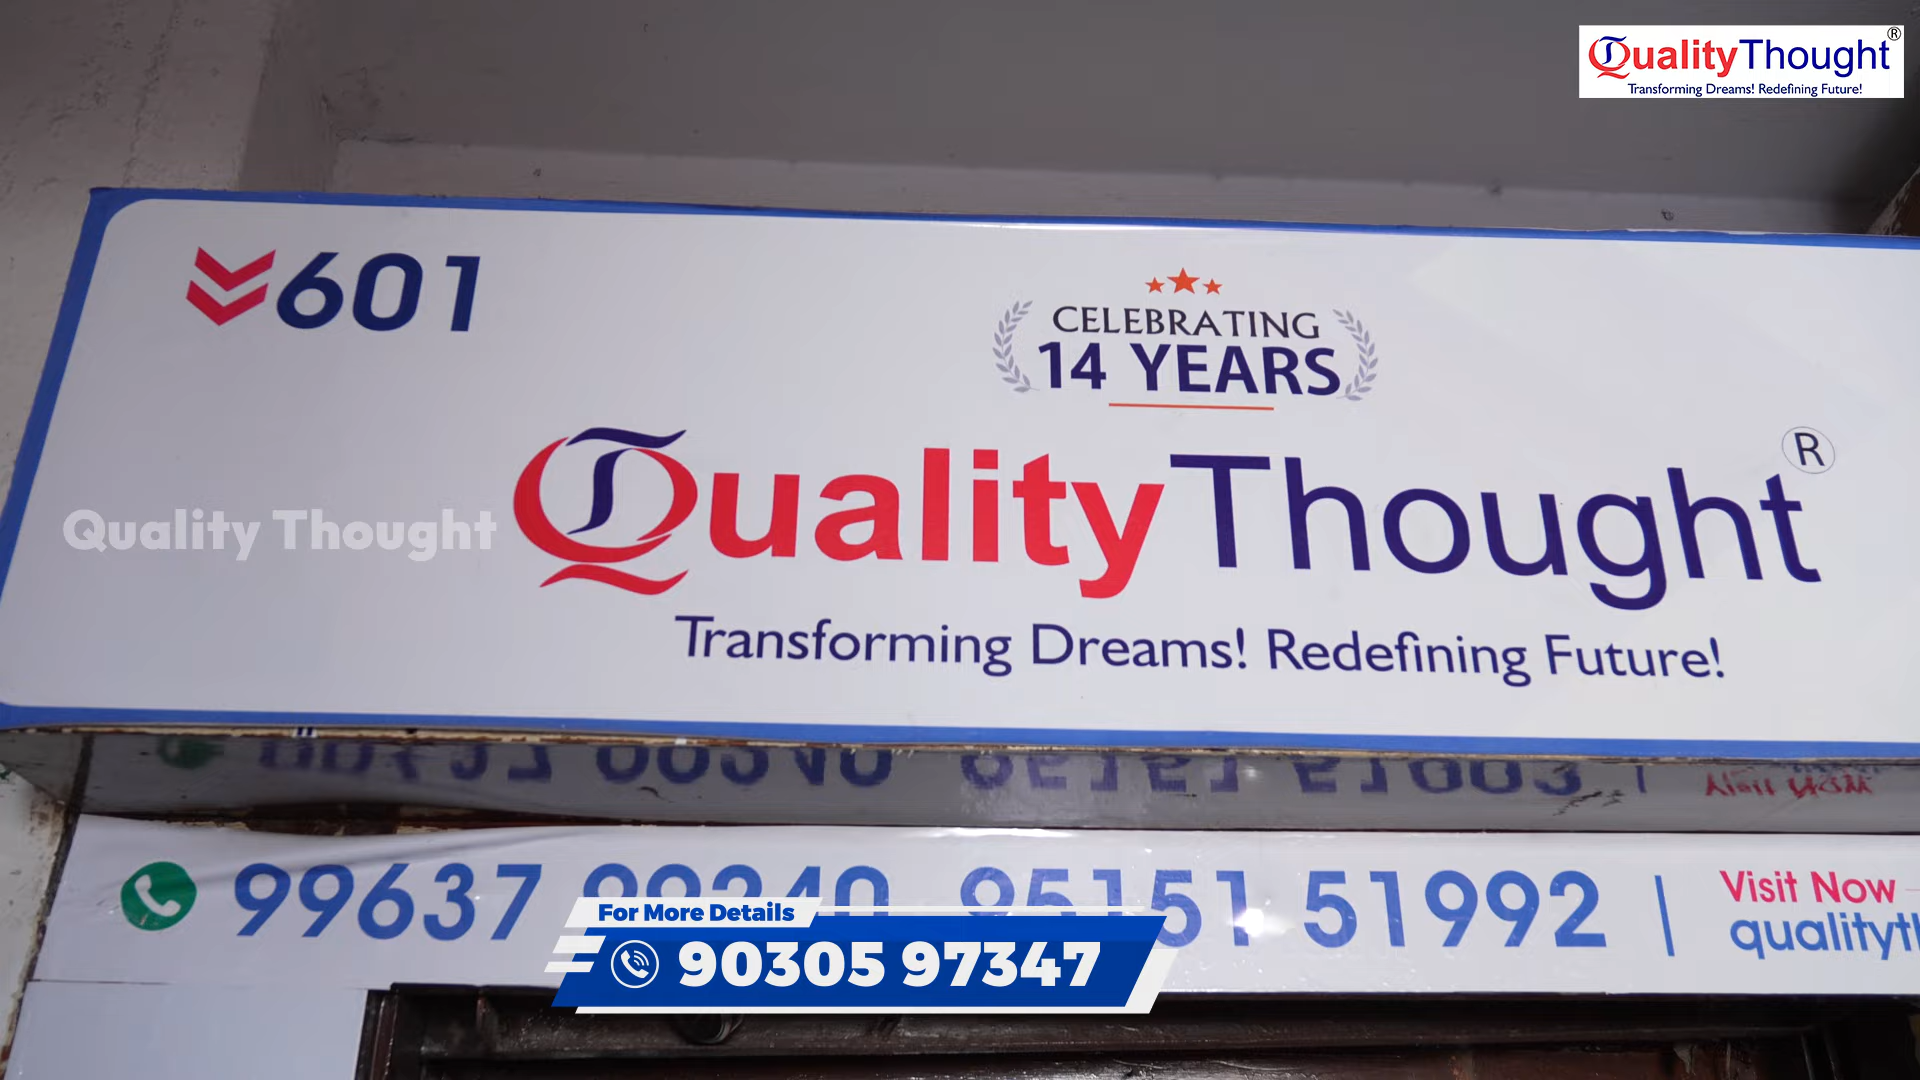 QualityThought®
Transforming Dreams! Redefining Future!
601
CELEBRATING
14 YEARS
QualityThought®
Quality Thought
Transforming Dreams! Redefining Future!
99637 95151 51992 | Visit Now
For More Details
90305 97347